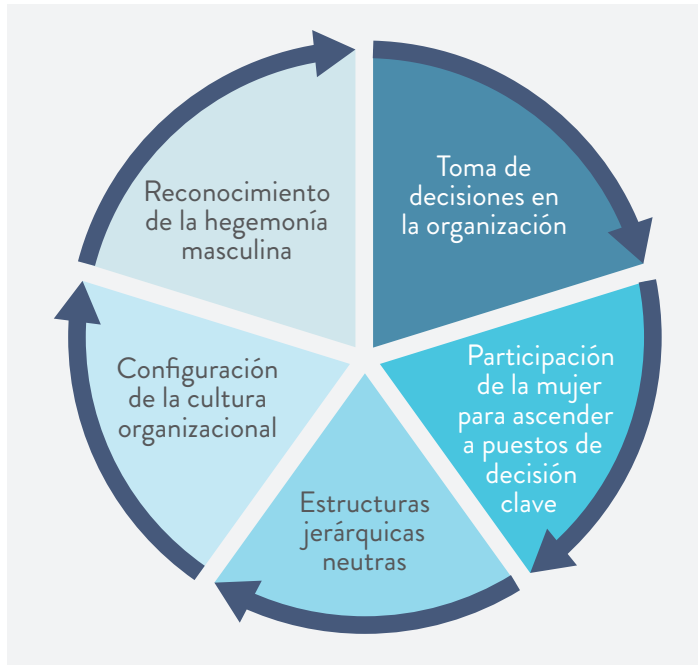 Toma de
decisiones en
la organización
Participación
de la mujer
para ascender
a puestos de
decisión
clave
Estructuras
jerárquicas
neutras
Configuración
de la cultura
organizacional
Reconocimiento
de la hegemonía
masculina